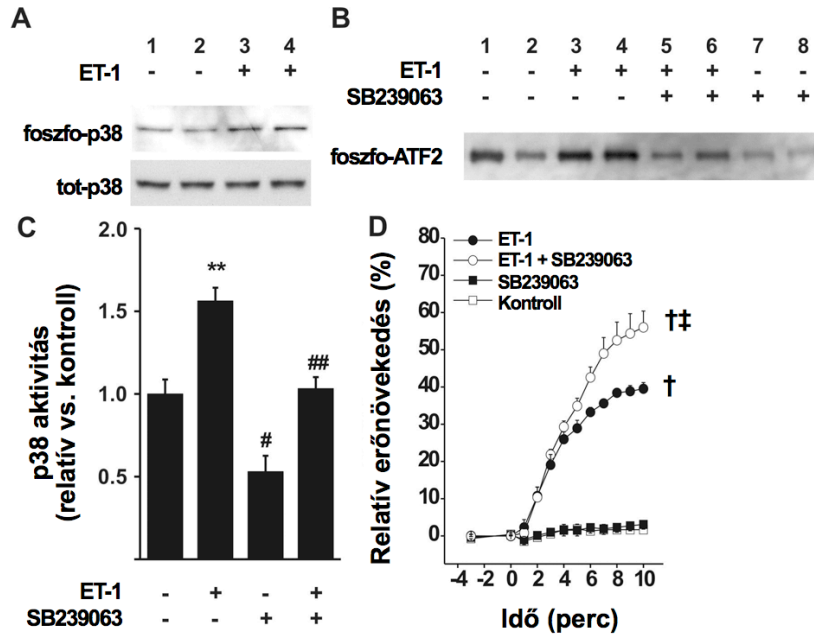 A
1 2 3 4
ET-1 - - + +
foszfo-p38
tot-p38
B
1 2 3 4 5 6 7 8
ET-1 - - + + + + - -
SB239063 - - - - + + + +
foszfo-ATF2
C
p38 aktivitás
(relatív vs. kontroll)
2.0
1.5
1.0
0.5
**
#
##
ET-1 - + - +
SB239063 - - + +
D
Relatív erőnövekedés (%)
80
70
60
50
40
30
20
10
0
ET-1
ET-1 + SB239063
SB239063
Kontroll
†‡
†
-4 -2 0 2 4 6 8 10
Idő (perc)